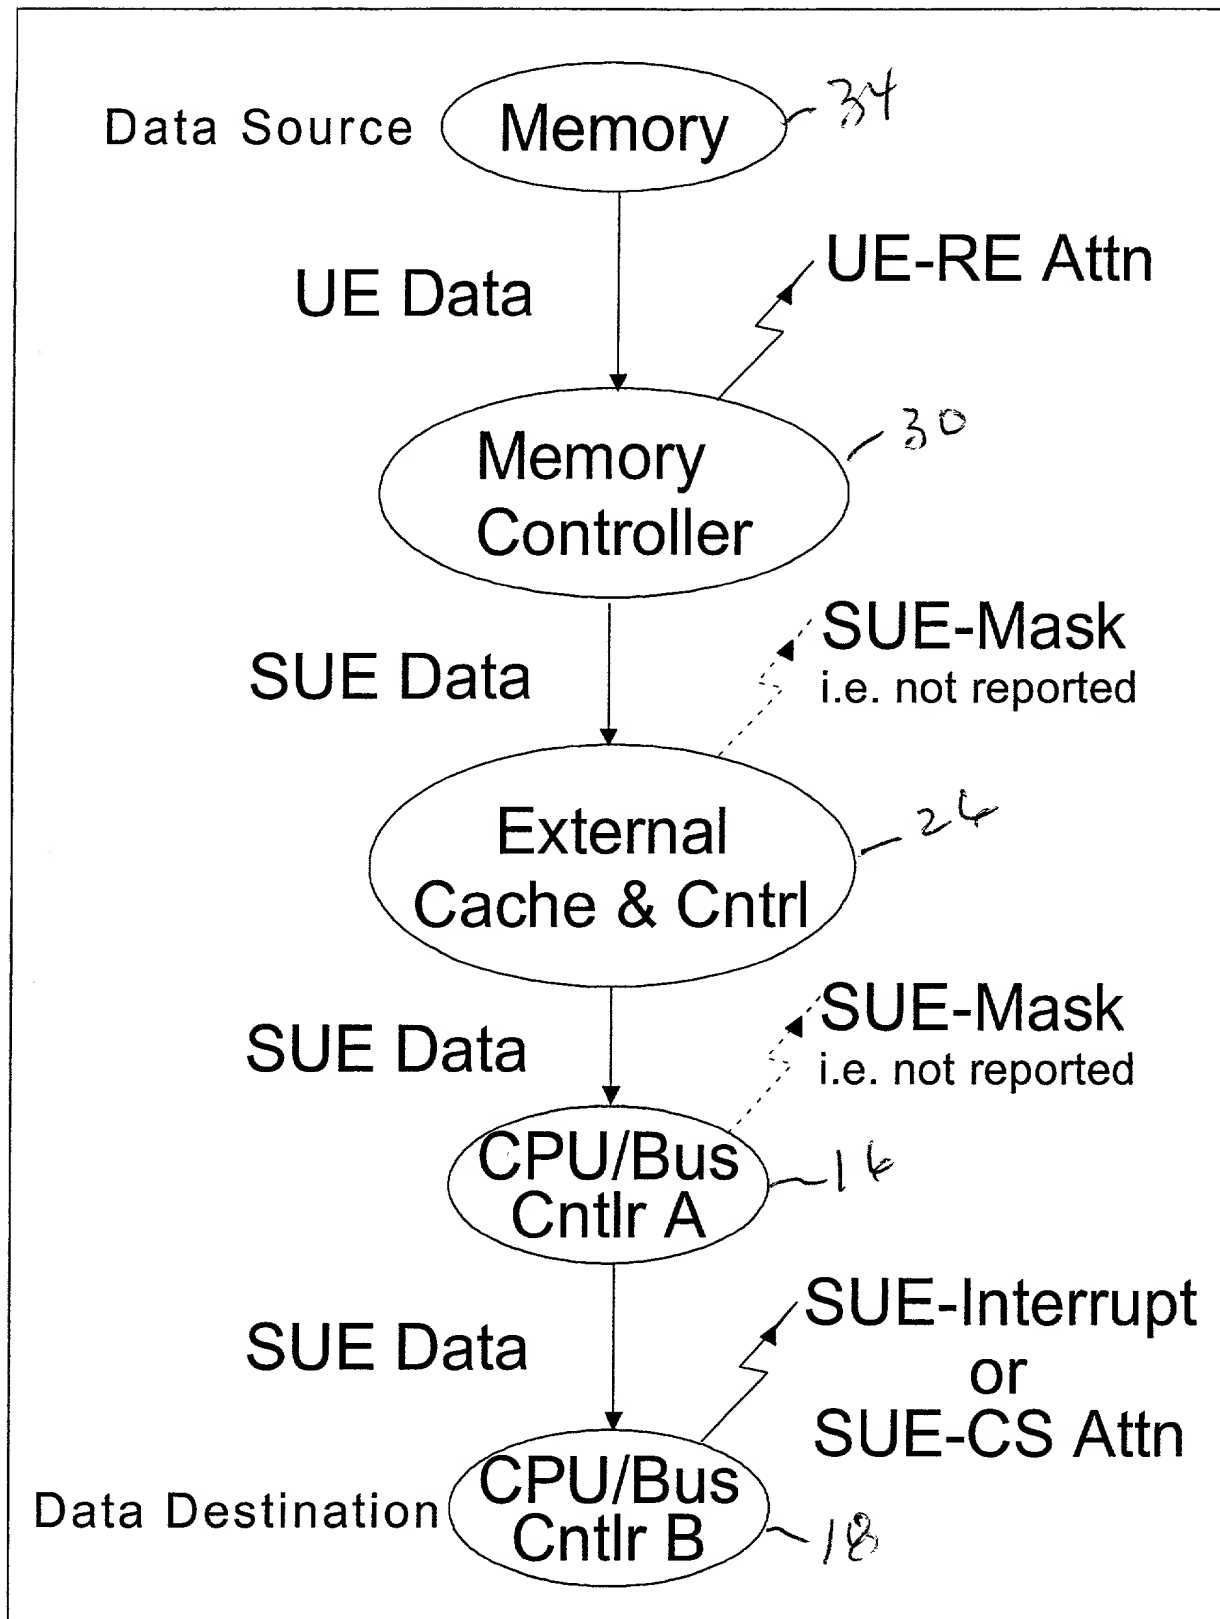 Data Source
Memory
34
UE Data
UE-RE Attn
Memory
Controller
30
SUE Data
SUE-Mask
i.e. not reported
External
Cache & Cntrl
26
SUE Data
SUE-Mask
i.e. not reported
CPU/Bus
Cntlr A
16
SUE Data
SUE-Interrupt
or
SUE-CS Attn
Data Destination
CPU/Bus
Cntlr B
18